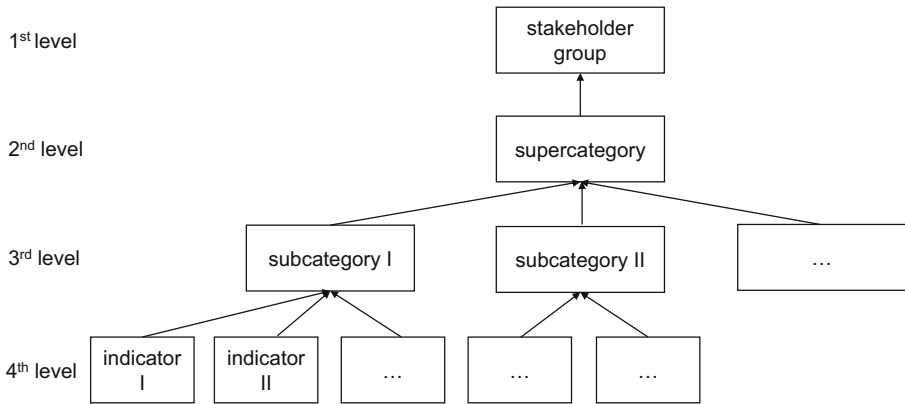 1st level
stakeholder
group
2nd level
supercategory
3rd level
subcategory I
subcategory II
…
4th level
indicator
I
indicator
II
…
…
…